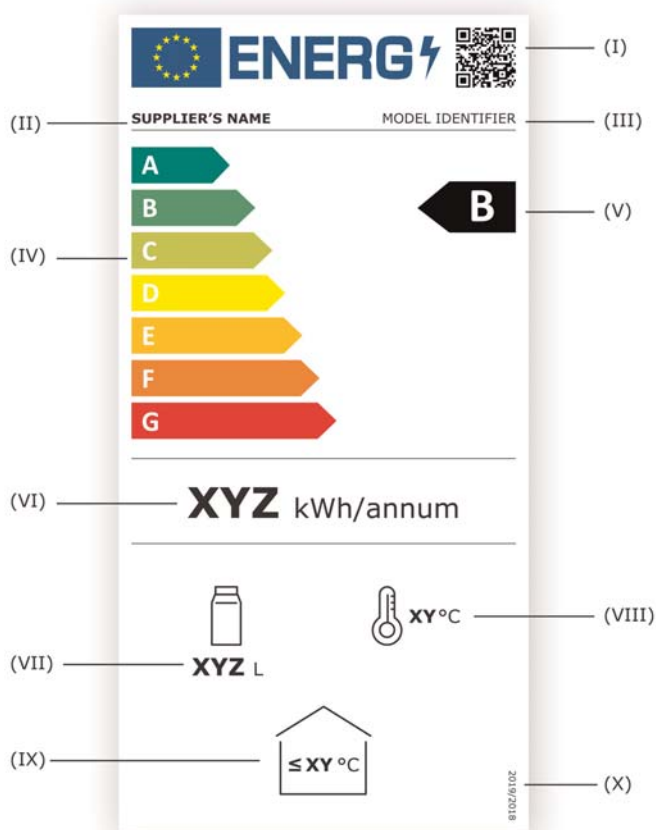 ENERG
(I)
(II)
SUPPLIER'S NAME
MODEL IDENTIFIER
(III)
A
B
B
(V)
(IV)
C
D
E
F
G
(VI)
XYZ kWh/annum
XY°C
(VIII)
(VII)
XYZ L
(IX)
≤ XY °C
2019/2018
(X)